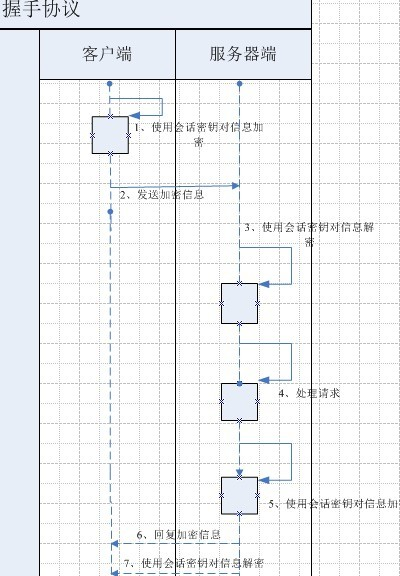 握手协议
客户端
服务器端
1、使用会话密钥对信息加
密
2、发送加密信息
3、使用会话密钥对信息解
密
4、处理请求
5、使用会话密钥对信息加
6、回复加密信息
7、使用会话密钥对信息解密